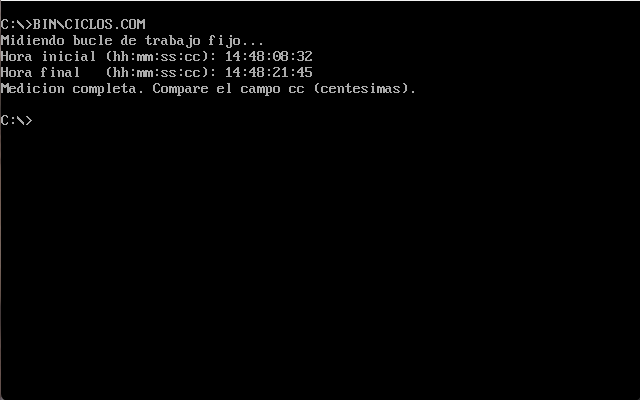 C:\>BIN\CICLOS.COM
Midiendo bucle de trabajo fijo...
Hora inicial (hh:mm:ss:cc): 14:48:08:32
Hora final   (hh:mm:ss:cc): 14:48:21:45
Medicion completa. Compare el campo cc (centesimas).
C:\>